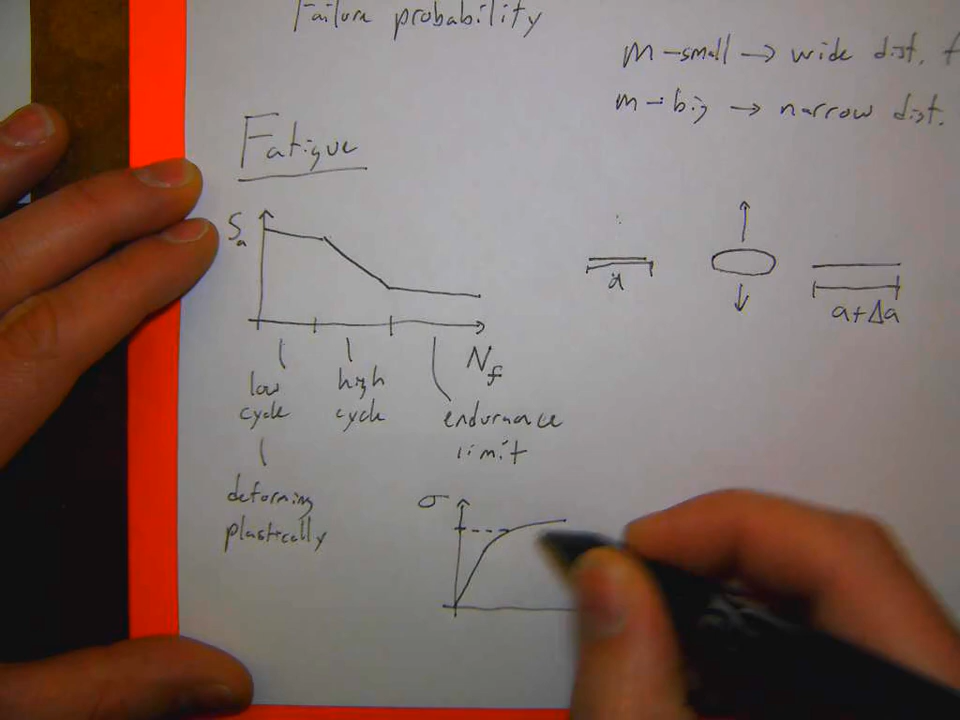 Failure probability
m - small → wide dist. f
m - big → narrow dist.
Fatigue
Sa
Nf
low cycle
high cycle
endurance limit
deforming
plastically
a
a+Δa
σ